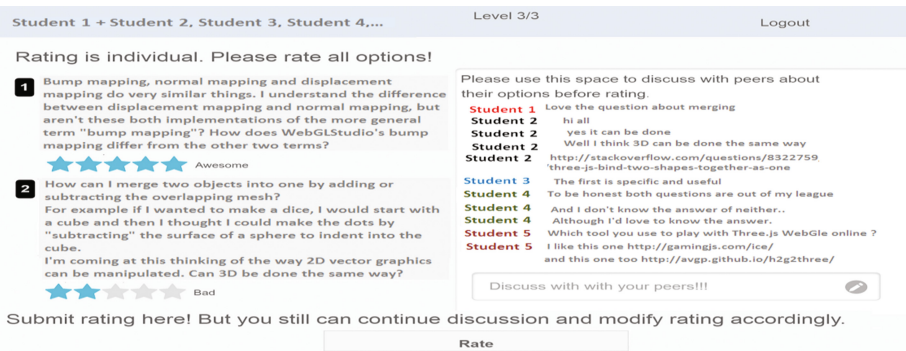 Student 1 + Student 2, Student 3, Student 4,...
Level 3/3
Logout
Rating is individual. Please rate all options!
1
Bump mapping, normal mapping and displacement
mapping do very similar things. I understand the difference
between displacement mapping and normal mapping, but
aren't these both implementations of the more general
term "bump mapping"? How does WebGLStudio's bump
mapping differ from the other two terms?
Awesome
2
How can I merge two objects into one by adding or
subtracting the overlapping mesh?
For example if I wanted to make a dice, I would start with
a cube and then I thought I could make the dots by
"subtracting" the surface of a sphere to indent into the
cube.
I'm coming at this thinking of the way 2D vector graphics
can be manipulated. Can 3D be done the same way?
Bad
Please use this space to discuss with peers about
their options before rating.
Student 1 Love the question about merging
Student 2 hi all
Student 2 yes it can be done
Student 2 Well I think 3D can be done the same way
Student 2 http://stackoverflow.com/questions/8322759
'three-js-bind-two-shapes-together-as-one
Student 3 The first is specific and useful
Student 4 To be honest both questions are out of my league
Student 4 And I don't know the answer of neither..
Student 4 Although I'd love to know the answer.
Student 5 Which tool you use to play with Three.js WebGle online ?
Student 5 I like this one http://gamingjs.com/ice/
and this one too http://avgp.github.io/h2g2three/
Discuss with with your peers!!!
Submit rating here! But you still can continue discussion and modify rating accordingly.
Rate